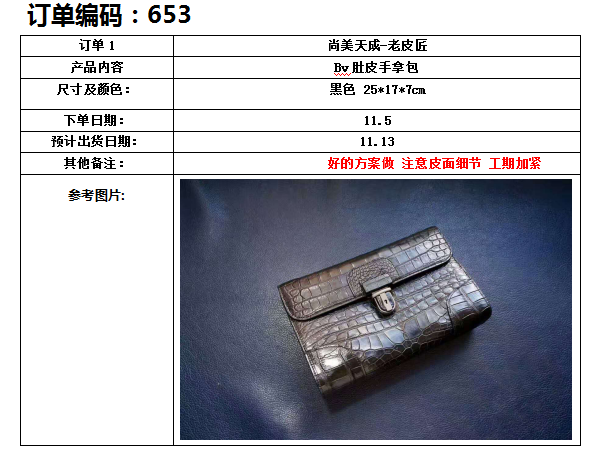 订单编码：653
订单 1 尚美天成-老皮匠
产品内容 Bv肚皮手拿包
尺寸及颜色： 黑色 25*17*7cm
下单日期： 11.5
预计出货日期： 11.13
其他备注： 好的方案做 注意皮面细节 工期加紧
参考图片: